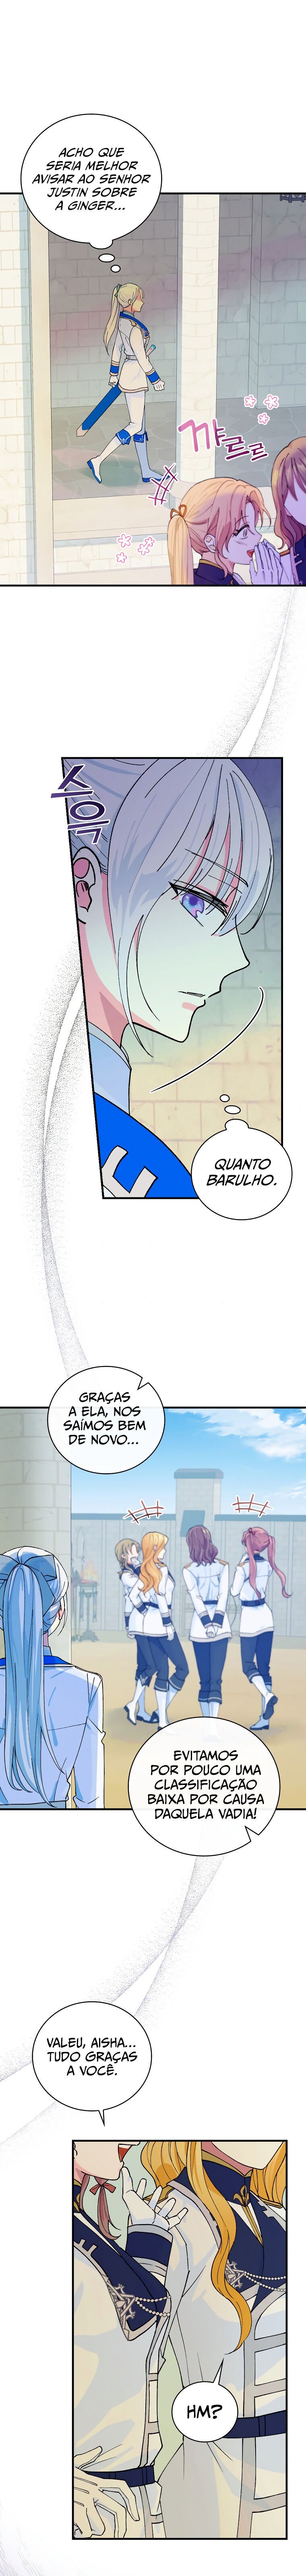 ACHO QUE
SERIA MELHOR
AVISAR AO SENHOR
JUSTIN SOBRE
A GINGER...
꺄르르
스윽
QUANTO
BARULHO.
GRAÇAS
A ELA, NOS
SAÍMOS BEM
DE NOVO...
EVITAMOS
POR POUCO UMA
CLASSIFICAÇÃO
BAIXA POR CAUSA
DAQUELA VADIA!
VALEU, AISHA...
TUDO GRAÇAS
A VOCÊ.
HM?